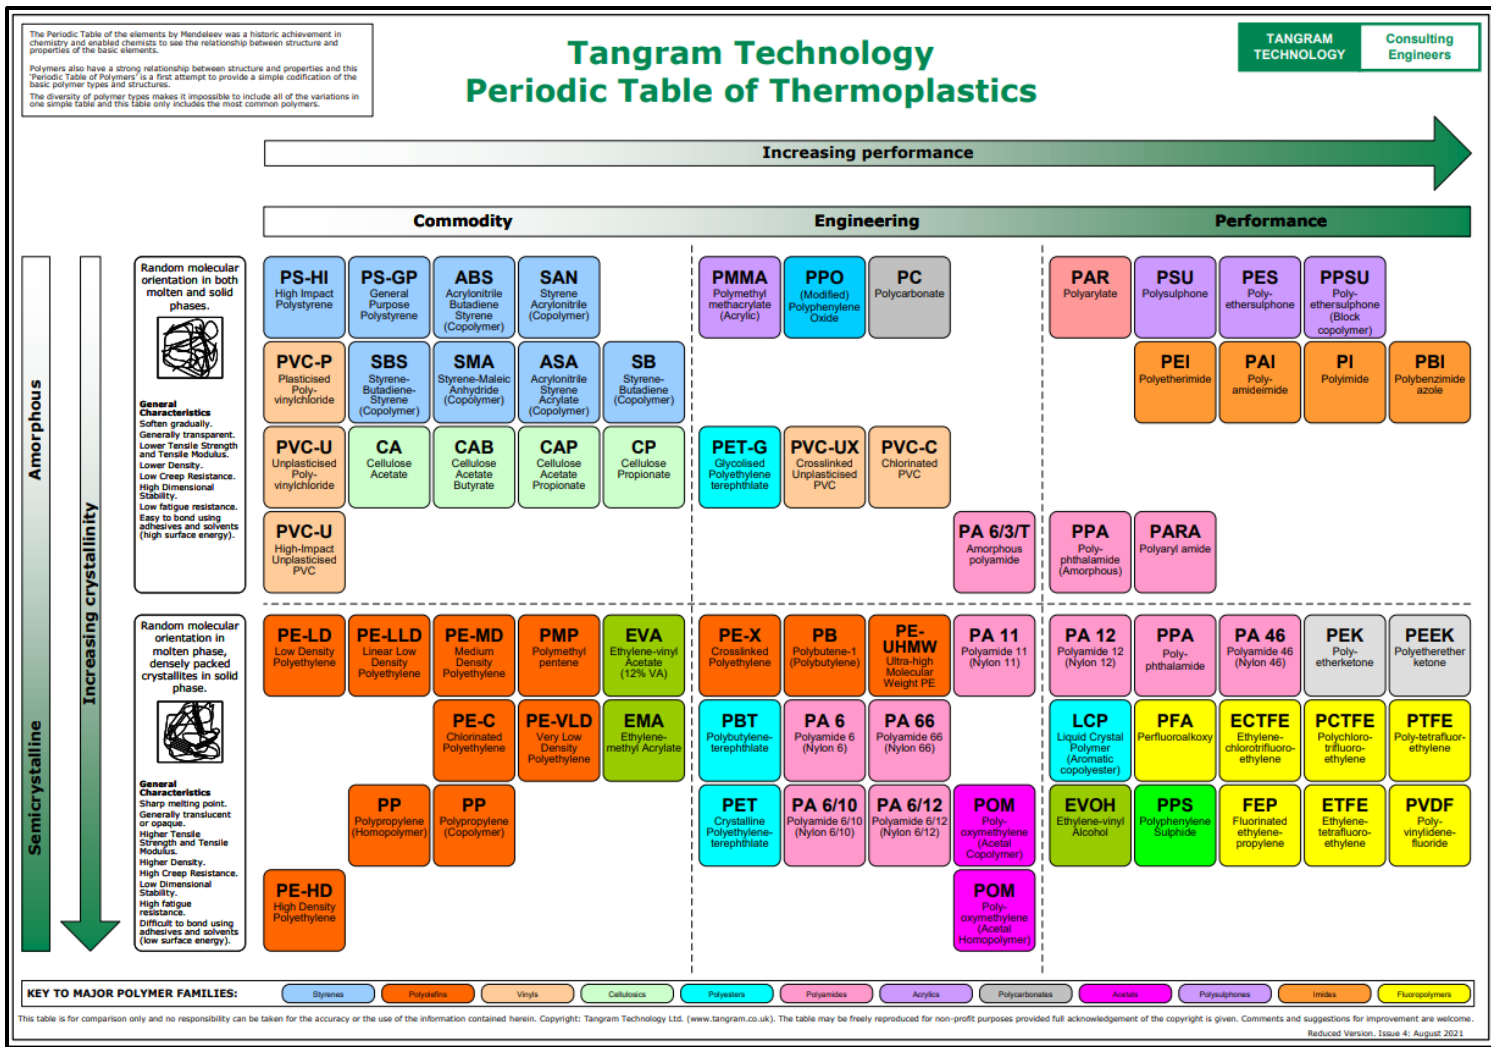 The Periodic Table of the elements by Mendeleev was a historic achievement in
chemistry and enabled chemists to see the relationship between structure and
properties of the basic elements.
Polymers also have a strong relationship between structure and properties and this
'Periodic Table of Polymers' is a first attempt to provide a simple codification of the
basic polymer types and structures.
The diversity of polymer types makes it impossible to include all of the variations in
one simple table and this table only includes the most common polymers.
Tangram Technology
Periodic Table of Thermoplastics
TANGRAM
TECHNOLOGY
Consulting
Engineers
Increasing performance
Commodity
Engineering
Performance
Amorphous
Semicrystalline
Increasing crystallinity
Random molecular
orientation in both
molten and solid
phases.
General
Characteristics
Soften gradually.
Generally transparent.
Lower Tensile Strength
and Tensile Modulus.
Lower Density.
Low Creep Resistance.
High Dimensional
Stability.
Low fatigue resistance.
Easy to bond using
adhesives and solvents
(high surface energy).
PS-HI
High Impact
Polystyrene
PS-GP
General
Purpose
Polystyrene
ABS
Acrylonitrile
Butadiene
Styrene
(Copolymer)
SAN
Styrene
Acrylonitrile
(Copolymer)
PMMA
Polymethyl
methacrylate
(Acrylic)
PPO
(Modified)
Polyphenylene
Oxide
PC
Polycarbonate
PAR
Polyarylate
PSU
Polysulphone
PES
Poly-
ethersulphone
PPSU
Poly-
ethersulphone
(Block
copolymer)
PVC-P
Plasticised
Poly-
vinylchloride
SBS
Styrene-
Butadiene-
Styrene
(Copolymer)
SMA
Styrene-Maleic
Anhydride
(Copolymer)
ASA
Acrylonitrile
Styrene
Acrylate
(Copolymer)
SB
Styrene-
Butadiene
(Copolymer)
PEI
Polyetherimide
PAI
Poly-
amideimide
PI
Polyimide
PBI
Polybenzimide
azole
PVC-U
Unplasticised
Poly-
vinylchloride
CA
Cellulose
Acetate
CAB
Cellulose
Acetate
Butyrate
CAP
Cellulose
Acetate
Propionate
CP
Cellulose
Propionate
PET-G
Glycolised
Polyethylene
terephthlate
PVC-UX
Crosslinked
Unplasticised
PVC
PVC-C
Chlorinated
PVC
PVC-U
High-Impact
Unplasticised
PVC
PA 6/3/T
Amorphous
polyamide
PPA
Poly-
phthalamide
(Amorphous)
PARA
Polyaryl amide
Random molecular
orientation in
molten phase,
densely packed
crystallites in solid
phase.
General
Characteristics
Sharp melting point.
Generally translucent
or opaque.
Higher Tensile
Strength and Tensile
Modulus.
Higher Density.
High Creep Resistance.
Low Dimensional
Stability.
High fatigue
resistance.
Difficult to bond using
adhesives and solvents
(low surface energy).
PE-LD
Low Density
Polyethylene
PE-LLD
Linear Low
Density
Polyethylene
PE-MD
Medium
Density
Polyethylene
PMP
Polymethyl
pentene
EVA
Ethylene-vinyl
Acetate
(12% VA)
PE-X
Crosslinked
Polyethylene
PB
Polybutene-1
(Polybutylene)
PE-
UHMW
Ultra-high
Molecular
Weight PE
PA 11
Polyamide 11
(Nylon 11)
PA 12
Polyamide 12
(Nylon 12)
PPA
Poly-
phthalamide
PA 46
Polyamide 46
(Nylon 46)
PEK
Poly-
etherketone
PEEK
Polyetherether
ketone
PE-C
Chlorinated
Polyethylene
PE-VLD
Very Low
Density
Polyethylene
EMA
Ethylene-
methyl Acrylate
PBT
Polybutylene-
terephthlate
PA 6
Polyamide 6
(Nylon 6)
PA 66
Polyamide 66
(Nylon 66)
LCP
Liquid Crystal
Polymer
(Aromatic
copolyester)
PFA
Perfluoroalkoxy
ECTFE
Ethylene-
chlorotrifluoro-
ethylene
PCTFE
Polychloro-
trifluoro-
ethylene
PTFE
Poly-tetrafluor-
ethylene
PP
Polypropylene
(Homopolymer)
PP
Polypropylene
(Copolymer)
PET
Crystalline
Polyethylene-
terephthlate
PA 6/10
Polyamide 6/10
(Nylon 6/10)
PA 6/12
Polyamide 6/12
(Nylon 6/12)
POM
Poly-
oxymethylene
(Acetal
Copolymer)
EVOH
Ethylene-vinyl
Alcohol
PPS
Polyphenylene
Sulphide
FEP
Fluorinated
ethylene-
propylene
ETFE
Ethylene-
tetrafluoro-
ethylene
PVDF
Poly-
vinylidene-
fluoride
PE-HD
High Density
Polyethylene
POM
Poly-
oxymethylene
(Acetal
Homopolymer)
KEY TO MAJOR POLYMER FAMILIES:
Styrenes
Polyolefins
Vinyls
Cellulosics
Polyesters
Polyamides
Acrylics
Polycarbonates
Acetals
Polysulphones
Imides
Fluoropolymers
This table is for comparison only and no responsibility can be taken for the accuracy or the use of the information contained herein. Copyright: Tangram Technology Ltd. (www.tangram.co.uk). The table may be freely reproduced for non-profit purposes provided full acknowledgement of the copyright is given. Comments and suggestions for improvement are welcome.
Reduced Version. Issue 4: August 2021